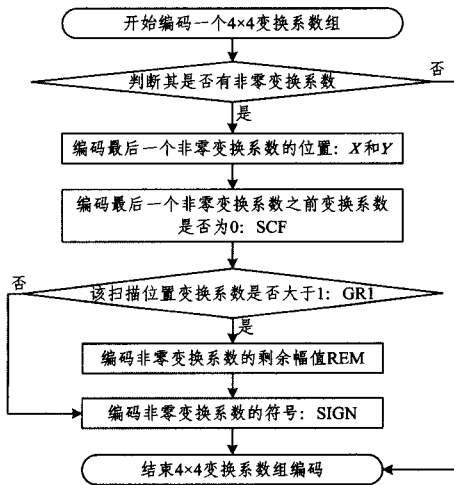 开始编码一个4×4变换系数组
判断其是否有非零变换系数
否
是
编码最后一个非零变换系数的位置：X和Y
编码最后一个非零变换系数之前变换系数
是否为0：SCF
否
该扫描位置变换系数是否大于1：GR1
是
编码非零变换系数的剩余幅值REM
编码非零变换系数的符号：SIGN
结束4×4变换系数组编码